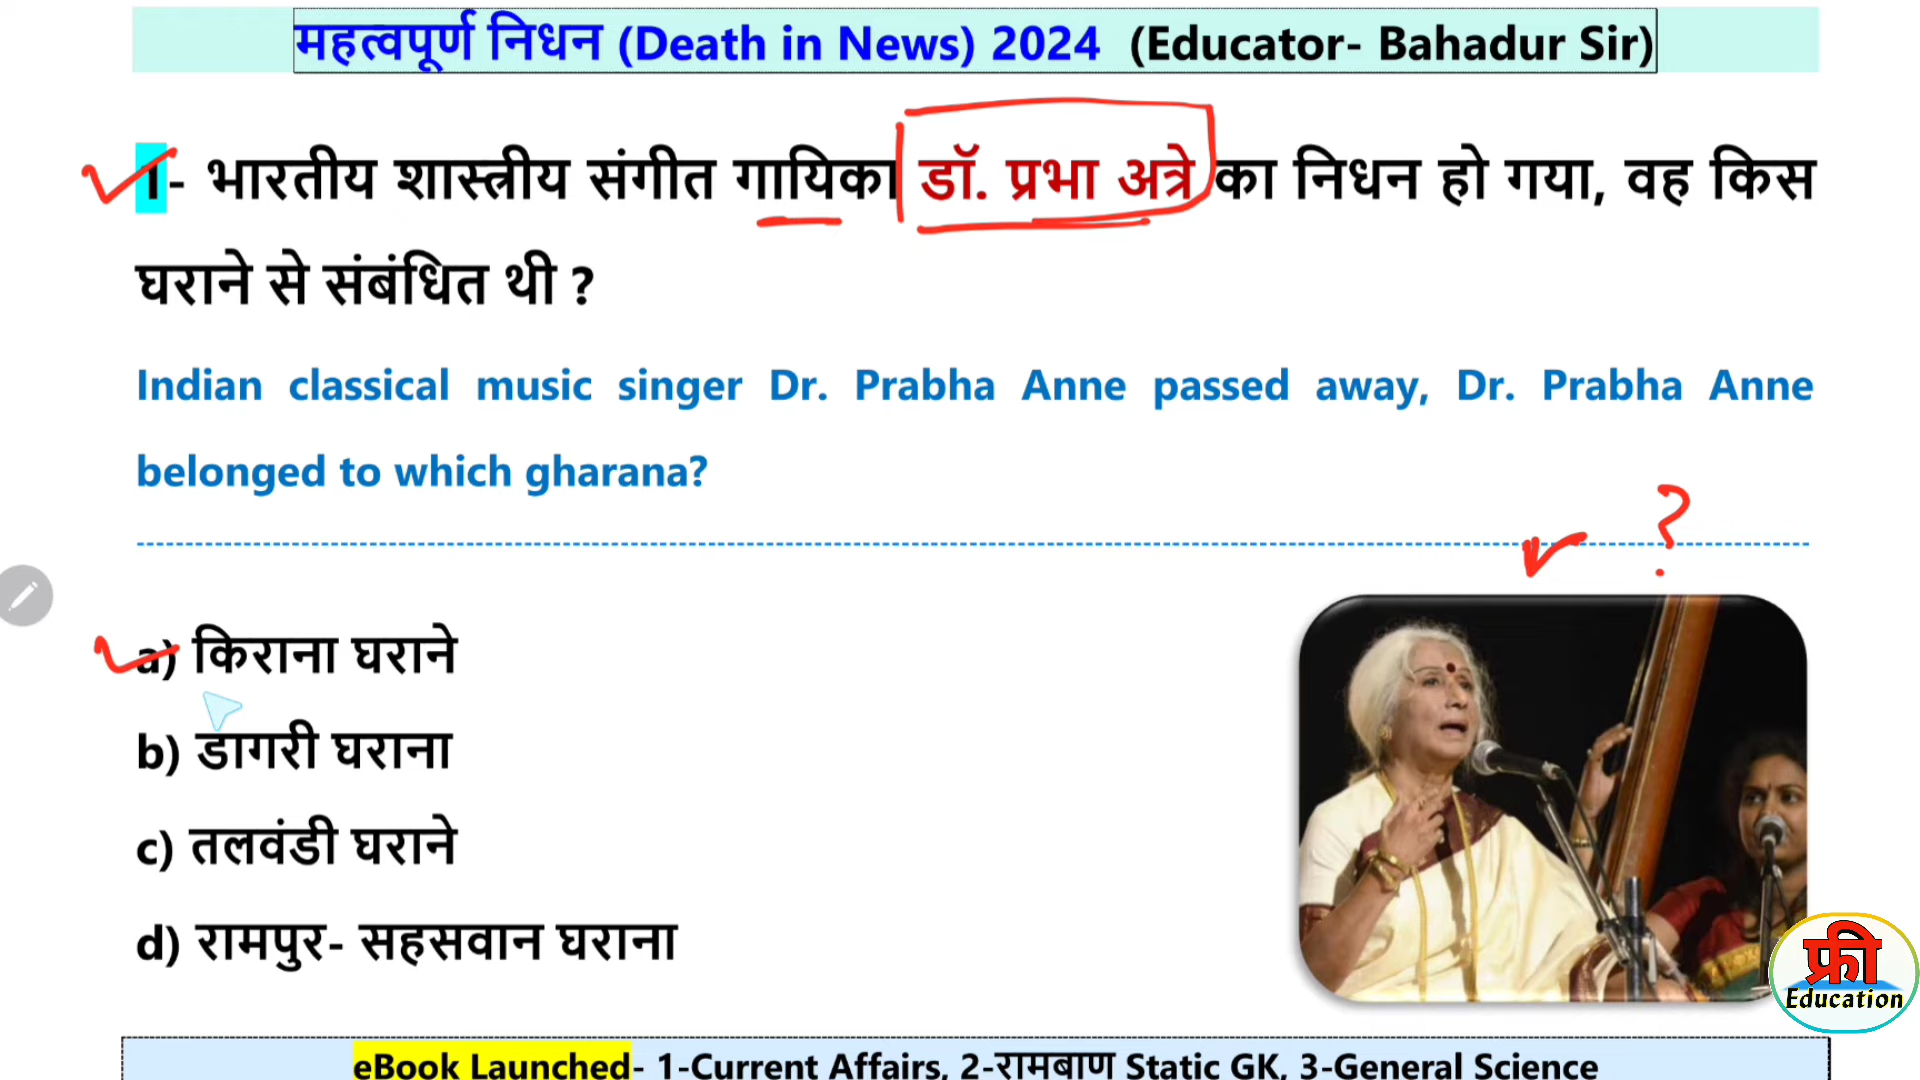 महत्वपूर्ण निधन (Death in News) 2024 (Educator- Bahadur Sir)
1- भारतीय शास्त्रीय संगीत गायिका डॉ. प्रभा अत्रे का निधन हो गया, वह किस
घराने से संबंधित थी ?
Indian classical music singer Dr. Prabha Anne passed away, Dr. Prabha Anne
belonged to which gharana?
?
a) किराना घराने
b) डागरी घराना
c) तलवंडी घराने
d) रामपुर- सहसवान घराना
फ्री
Education
eBook Launched- 1-Current Affairs, 2-रामबाण Static GK, 3-General Science